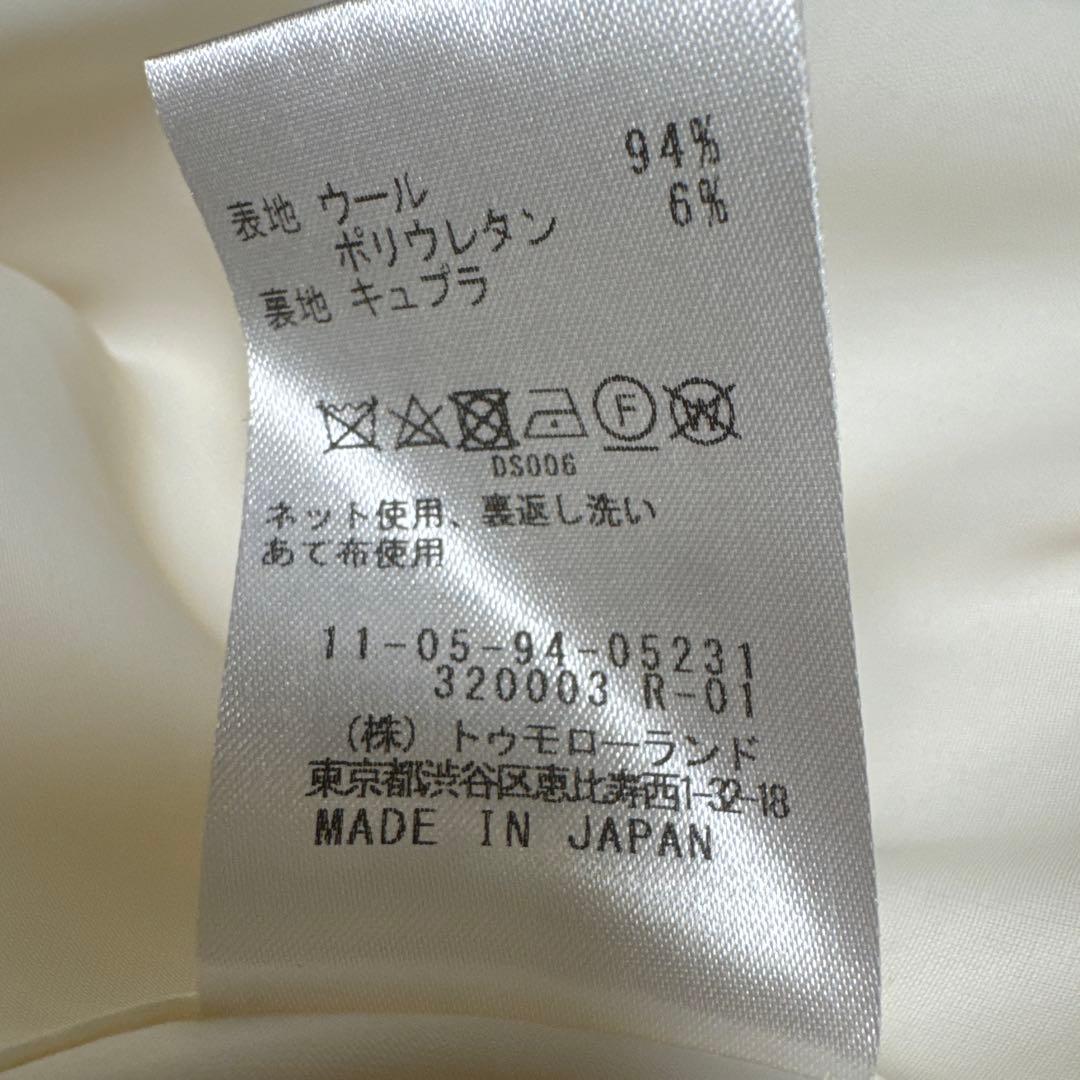 表地 ウール 94%
ポリウレタン 6%
裏地 キュプラ
F W
DS006
ネット使用、裏返し洗い
あて布使用
11-05-94-05231
320003 R-01
(株) トゥモローランド
東京都渋谷区恵比寿西1-32-18
MADE IN JAPAN